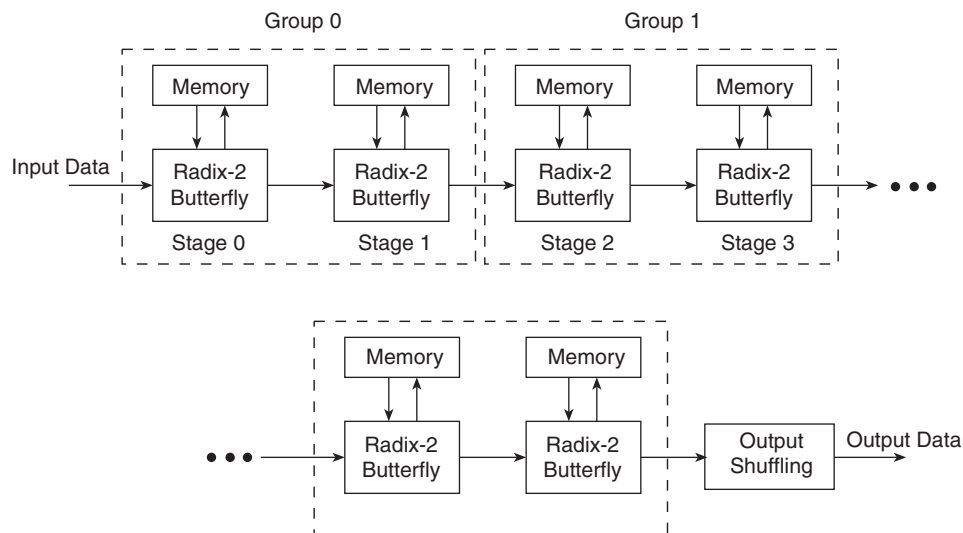 Group 0
Group 1
Memory
Memory
Memory
Memory
Input Data
Radix-2
Butterfly
Radix-2
Butterfly
Radix-2
Butterfly
Radix-2
Butterfly
Stage 0
Stage 1
Stage 2
Stage 3
Memory
Memory
Radix-2
Butterfly
Radix-2
Butterfly
Output
Shuffling
Output Data